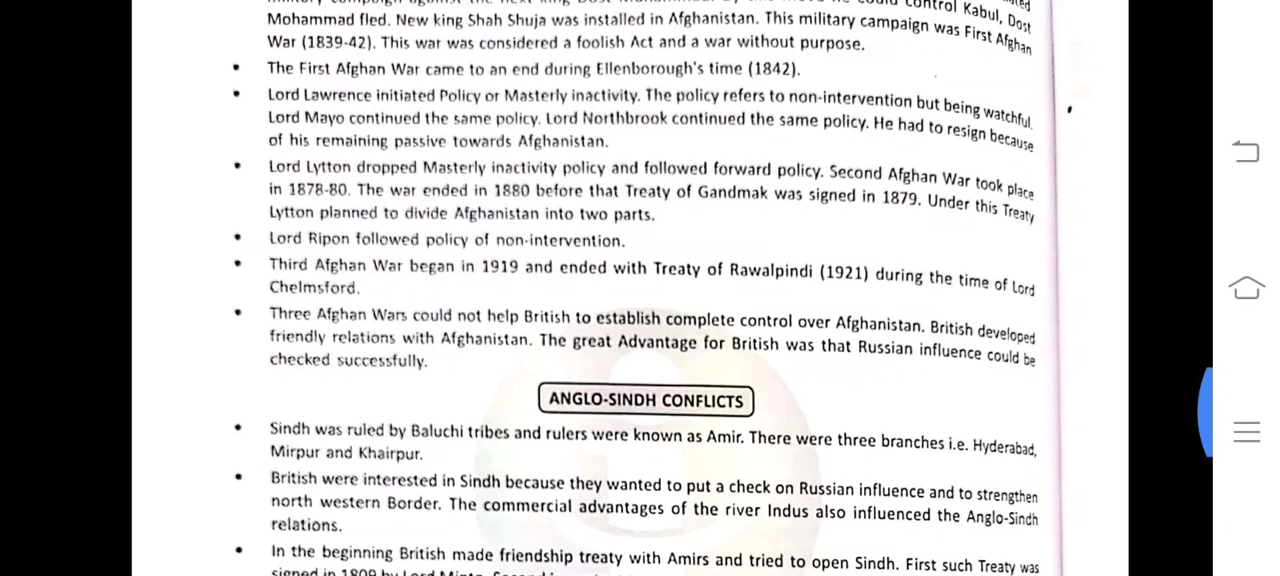 control Kabul, Dost
Mohammad fled. New king Shah Shuja was installed in Afghanistan. This military campaign was First Afghan
War (1839-42). This war was considered a foolish Act and a war without purpose.
• The First Afghan War came to an end during Ellenborough's time (1842).
• Lord Lawrence initiated Policy or Masterly inactivity. The policy refers to non-intervention but being watchful.
Lord Mayo continued the same policy. Lord Northbrook continued the same policy. He had to resign because
of his remaining passive towards Afghanistan.
• Lord Lytton dropped Masterly inactivity policy and followed forward policy. Second Afghan War took place
in 1878-80. The war ended in 1880 before that Treaty of Gandmak was signed in 1879. Under this Treaty
Lytton planned to divide Afghanistan into two parts.
• Lord Ripon followed policy of non-intervention.
• Third Afghan War began in 1919 and ended with Treaty of Rawalpindi (1921) during the time of Lord
Chelmsford.
• Three Afghan Wars could not help British to establish complete control over Afghanistan. British developed
friendly relations with Afghanistan. The great Advantage for British was that Russian influence could be
checked successfully.
ANGLO-SINDH CONFLICTS
• Sindh was ruled by Baluchi tribes and rulers were known as Amir. There were three branches i.e. Hyderabad,
Mirpur and Khairpur.
• British were interested in Sindh because they wanted to put a check on Russian influence and to strengthen
north western Border. The commercial advantages of the river Indus also influenced the Anglo-Sindh
relations.
• In the beginning British made friendship treaty with Amirs and tried to open Sindh. First such Treaty was
signed in 1809 by Lord Minto.